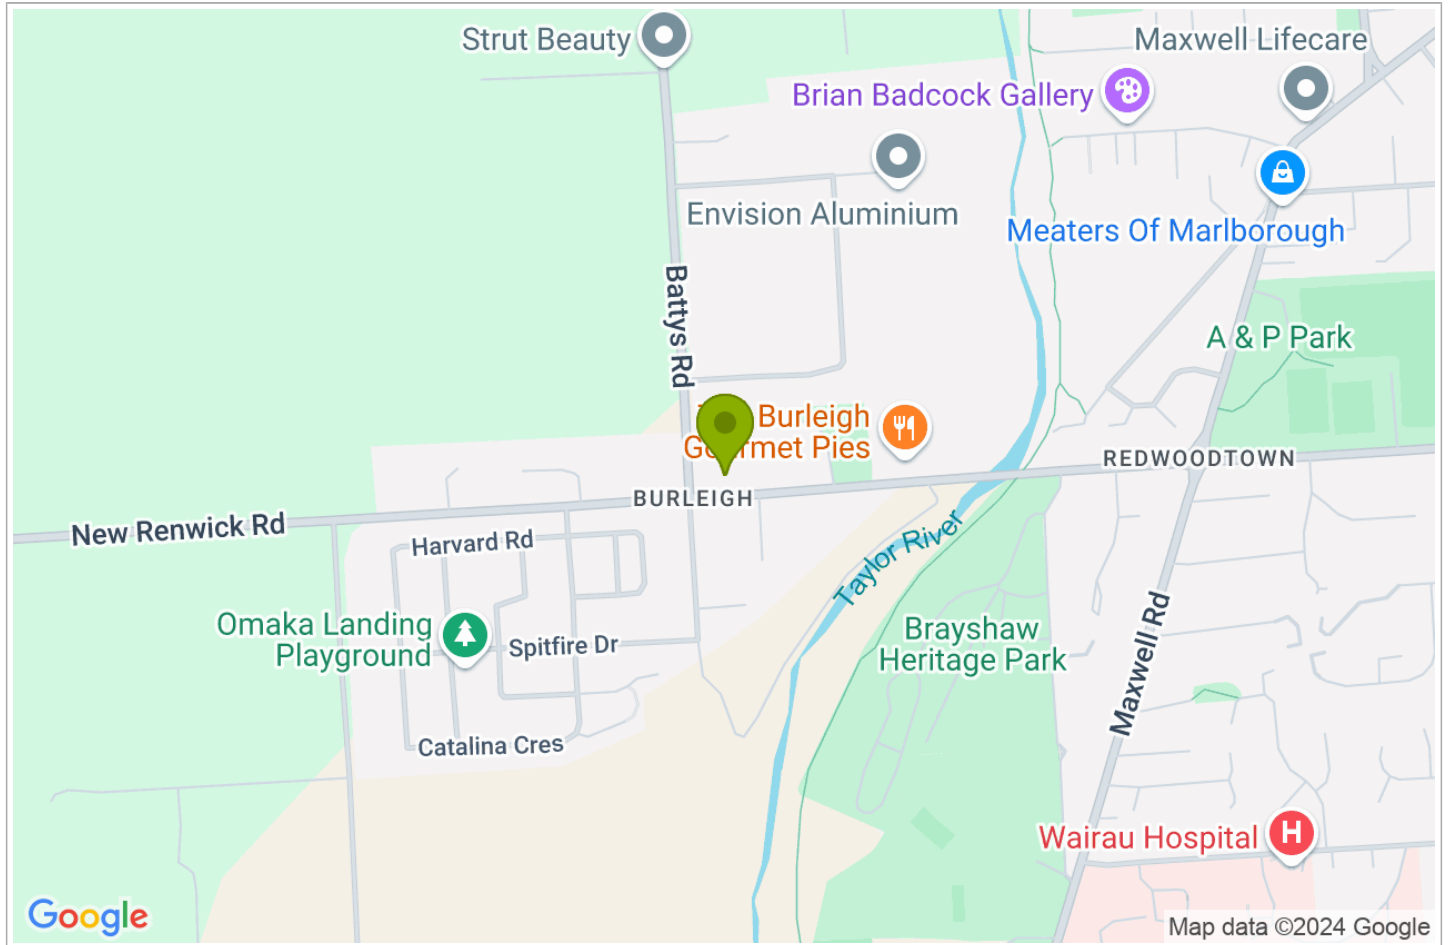 Strut Beauty
Maxwell Lifecare
Brian Badcock Gallery
Envision Aluminium
Meaters Of Marlborough
Battys Rd
A & P Park
Burleigh
Gourmet Pies
REDWOODTOWN
BURLEIGH
New Renwick Rd
Harvard Rd
Taylor River
Omaka Landing
Playground
Spitfire Dr
Brayshaw
Heritage Park
Maxwell Rd
Catalina Cres
Wairau Hospital
H
Google
Map data ©2024 Google